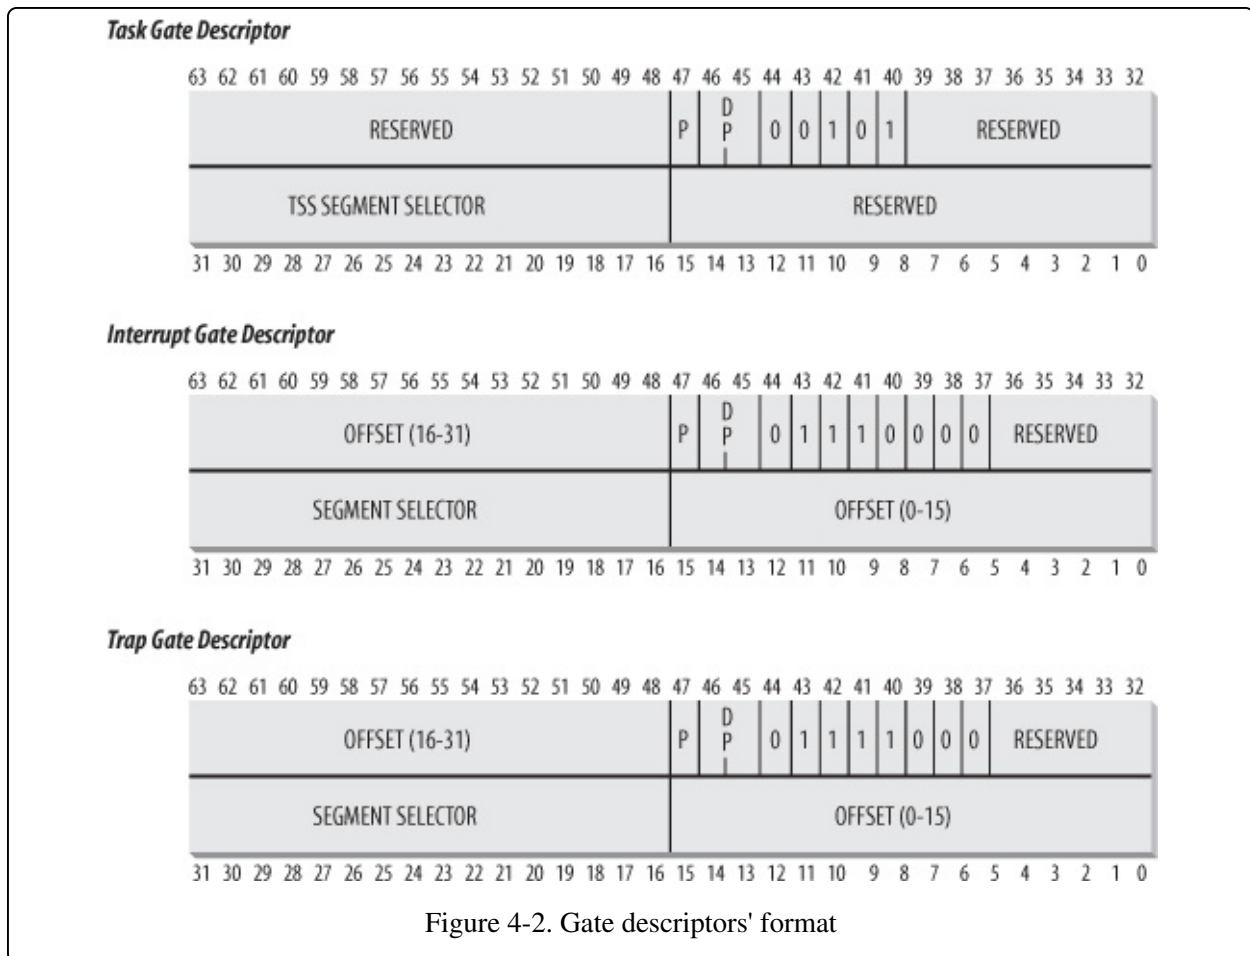 Task Gate Descriptor
63 62 61 60 59 58 57 56 55 54 53 52 51 50 49 48 47 46 45 44 43 42 41 40 39 38 37 36 35 34 33 32
RESERVED P DPL 0 0 1 0 1 RESERVED
TSS SEGMENT SELECTOR RESERVED
31 30 29 28 27 26 25 24 23 22 21 20 19 18 17 16 15 14 13 12 11 10 9 8 7 6 5 4 3 2 1 0
Interrupt Gate Descriptor
63 62 61 60 59 58 57 56 55 54 53 52 51 50 49 48 47 46 45 44 43 42 41 40 39 38 37 36 35 34 33 32
OFFSET (16-31) P DPL 0 1 1 1 0 0 0 0 RESERVED
SEGMENT SELECTOR OFFSET (0-15)
31 30 29 28 27 26 25 24 23 22 21 20 19 18 17 16 15 14 13 12 11 10 9 8 7 6 5 4 3 2 1 0
Trap Gate Descriptor
63 62 61 60 59 58 57 56 55 54 53 52 51 50 49 48 47 46 45 44 43 42 41 40 39 38 37 36 35 34 33 32
OFFSET (16-31) P DPL 0 1 1 1 1 0 0 0 RESERVED
SEGMENT SELECTOR OFFSET (0-15)
31 30 29 28 27 26 25 24 23 22 21 20 19 18 17 16 15 14 13 12 11 10 9 8 7 6 5 4 3 2 1 0
Figure 4-2. Gate descriptors' format